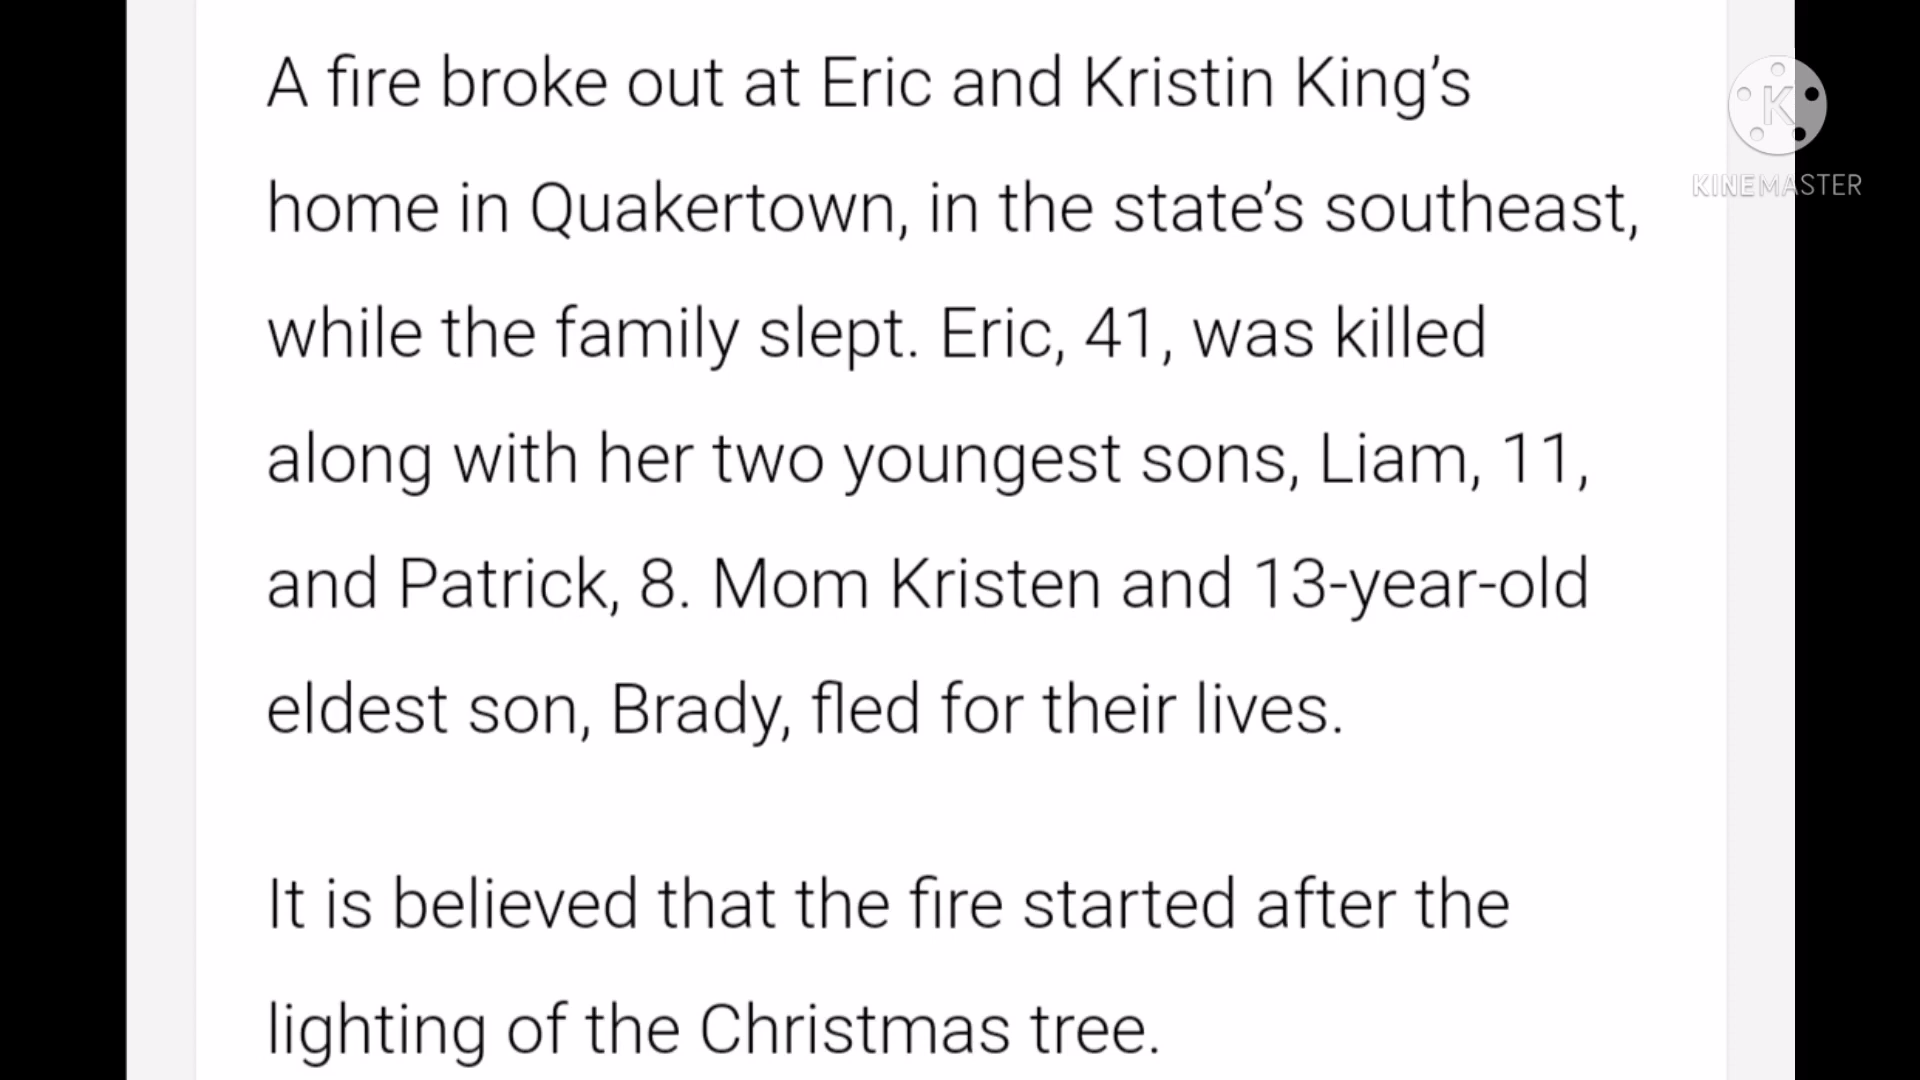 A fire broke out at Eric and Kristin King’s
home in Quakertown, in the state’s southeast,
while the family slept. Eric, 41, was killed
along with her two youngest sons, Liam, 11,
and Patrick, 8. Mom Kristen and 13-year-old
eldest son, Brady, fled for their lives.
It is believed that the fire started after the
lighting of the Christmas tree.
K
KINEMASTER